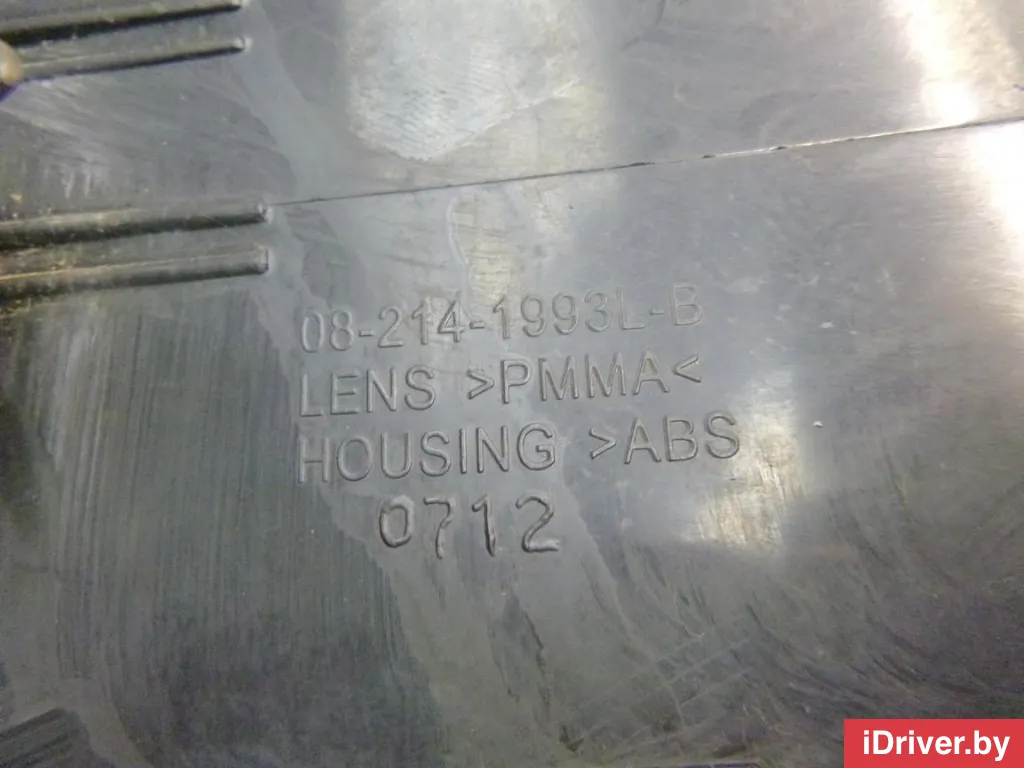 08-214-1993L-B
LENS >PMMA<
HOUSING >ABS
0712
iDriver.by